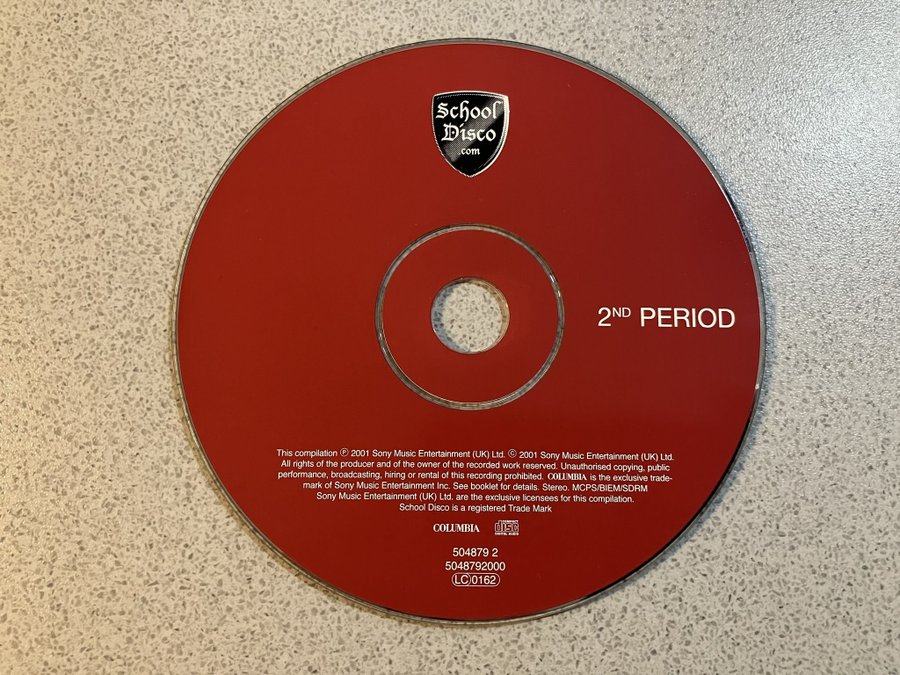 School
Disco
.com
2ND PERIOD
This compilation ℗ 2001 Sony Music Entertainment (UK) Ltd. © 2001 Sony Music Entertainment (UK) Ltd.
All rights of the producer and of the owner of the recorded work reserved. Unauthorised copying, public
performance, broadcasting, hiring or rental of this recording prohibited. COLUMBIA is the exclusive trade-
mark of Sony Music Entertainment Inc. See booklet for details. Stereo. MCPS/BIEM/SDRM
Sony Music Entertainment (UK) Ltd. are the exclusive licensees for this compilation.
School Disco is a registered Trade Mark
COLUMBIA COMPACT DISC DIGITAL AUDIO
504879 2
5048792000
LC 0162